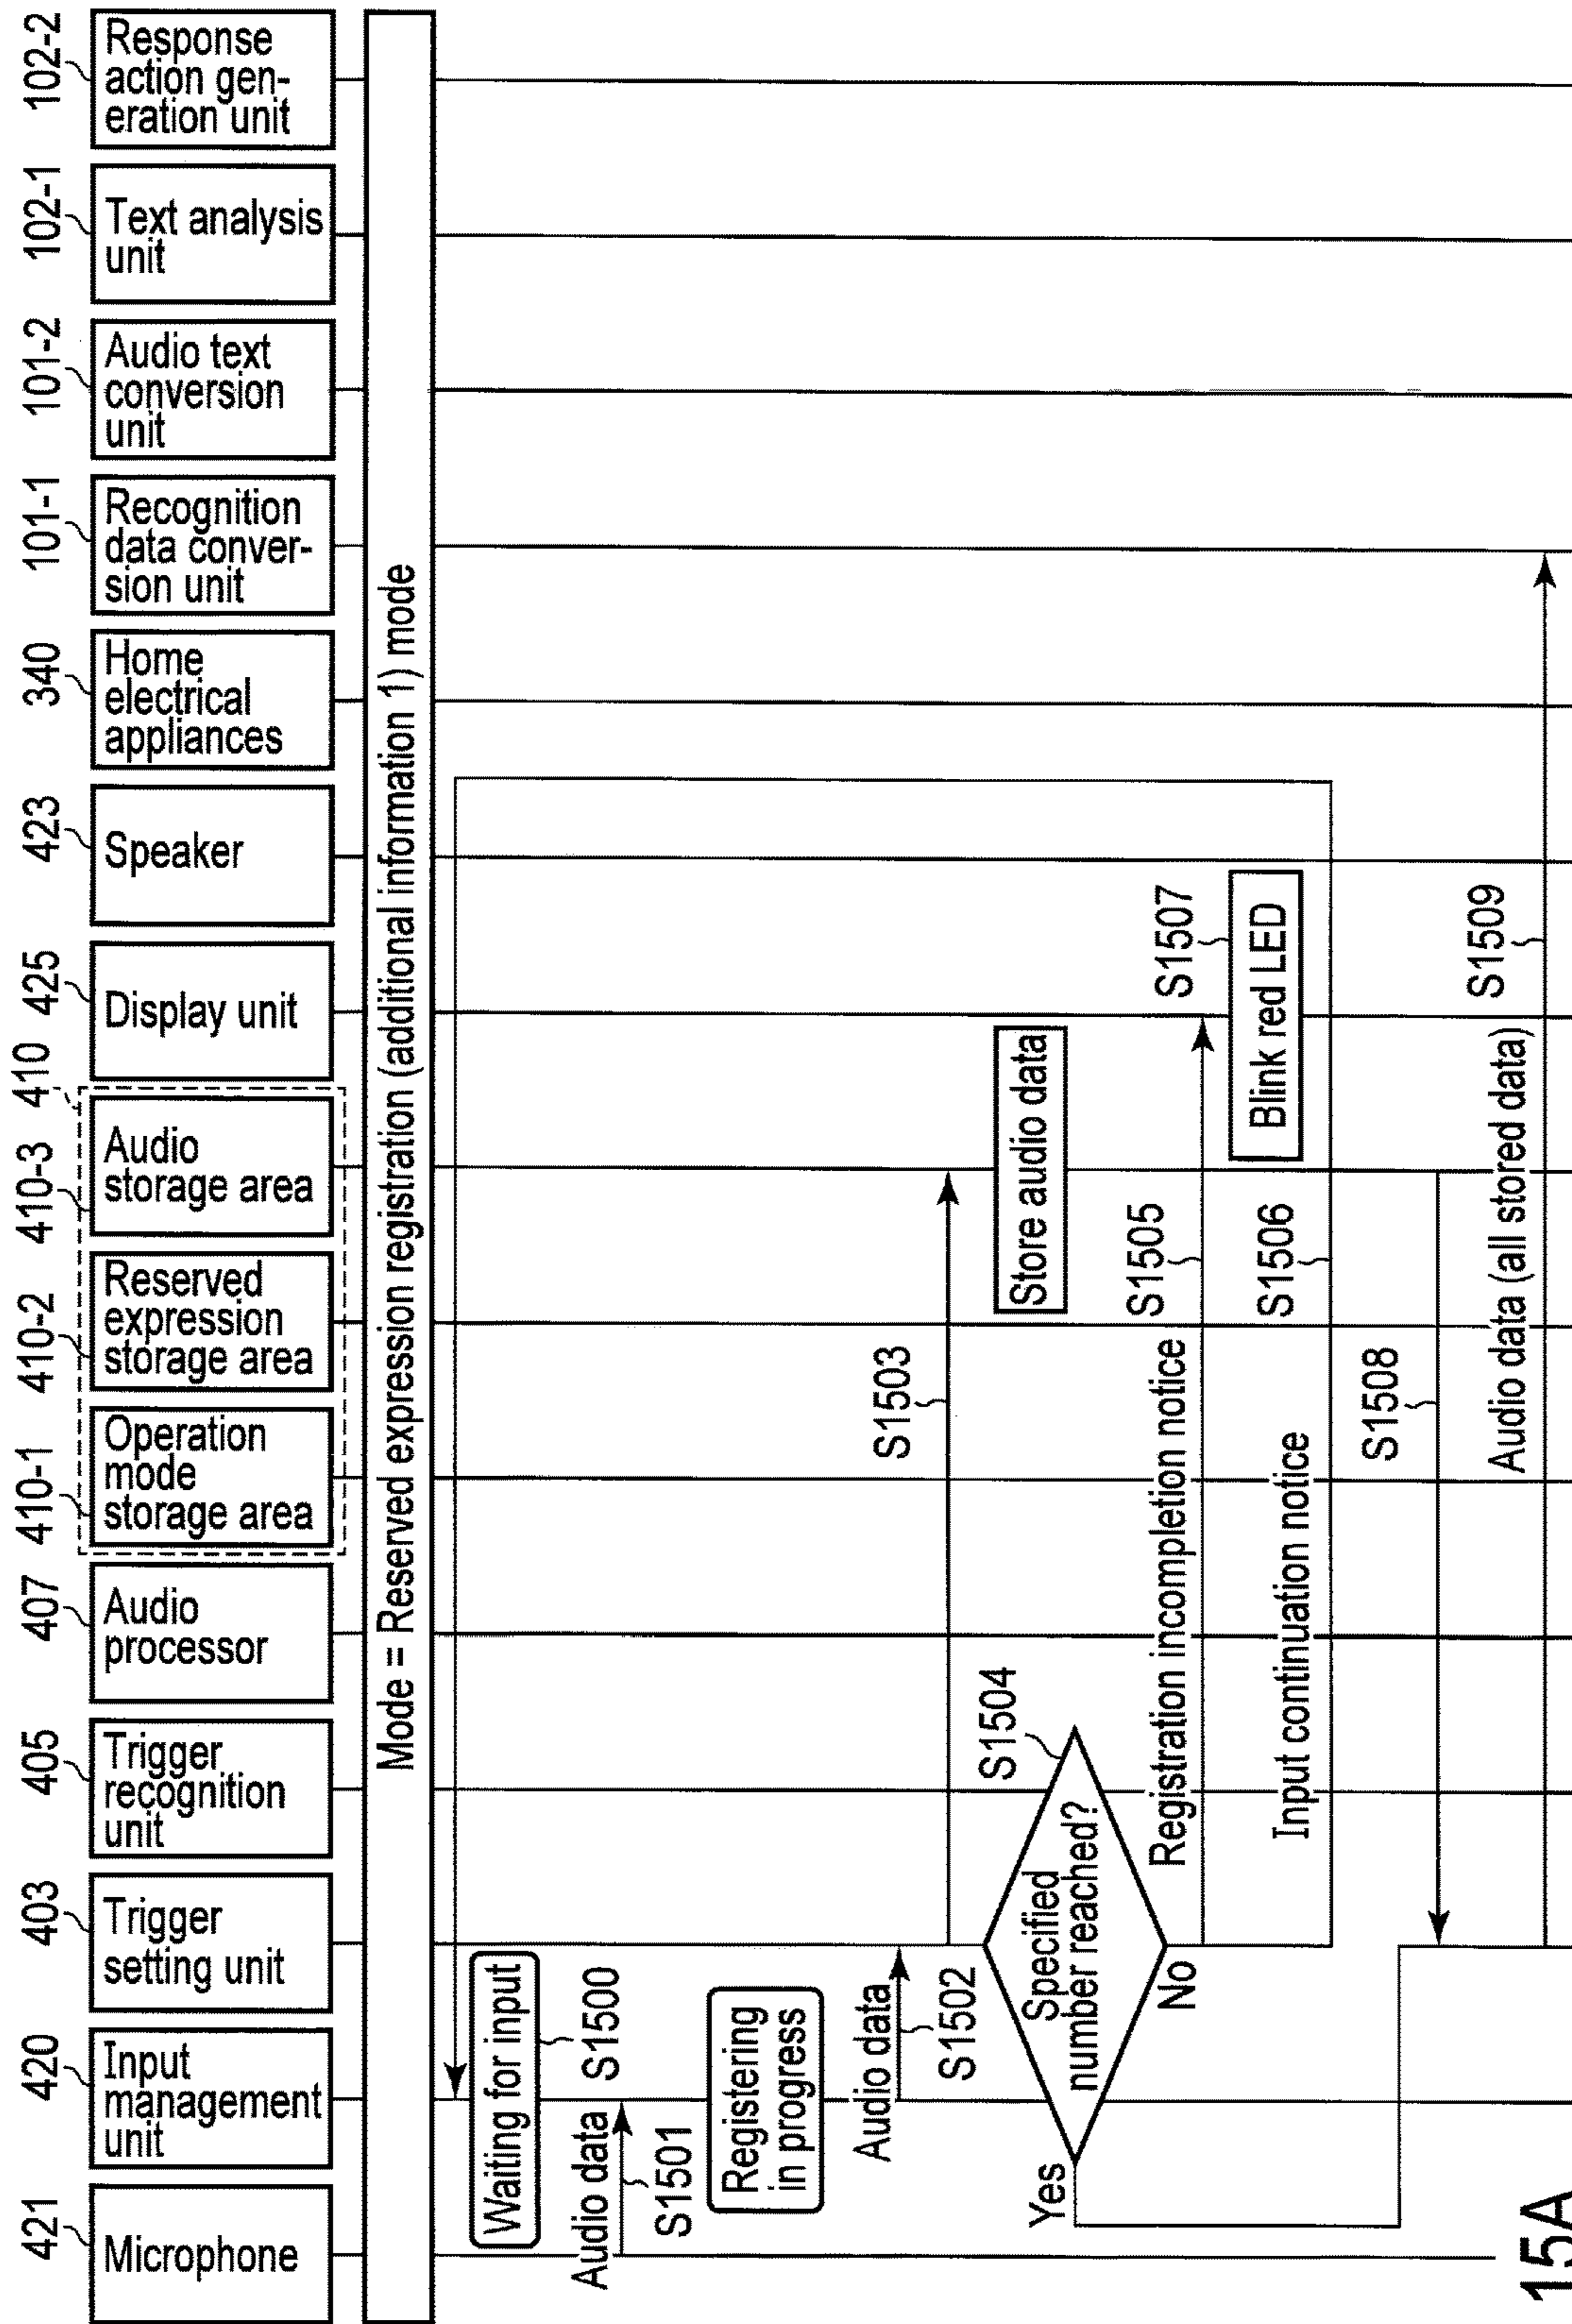 421
Microphone
420
Input
management
unit
403
Trigger
setting unit
405
Trigger
recognition
unit
407
Audio
processor
410-1
Operation
mode
storage area
410-2
Reserved
expression
storage area
410-3
Audio
storage area
410
425
Display unit
423
Speaker
340
Home
electrical
appliances
101-1
Recognition
data conver-
sion unit
101-2
Audio text
conversion
unit
102-1
Text analysis
unit
102-2
Response
action gen-
eration unit
Mode = Reserved expression registration (additional information 1) mode
Waiting for input
S1500
Audio data
S1501
Registering
in progress
Audio data
S1502
S1503
Store audio data
S1504
Specified
number reached?
Yes
No
Registration incompletion notice
S1505
S1507
Blink red LED
Input continuation notice
S1506
S1508
Audio data (all stored data)
S1509
15A